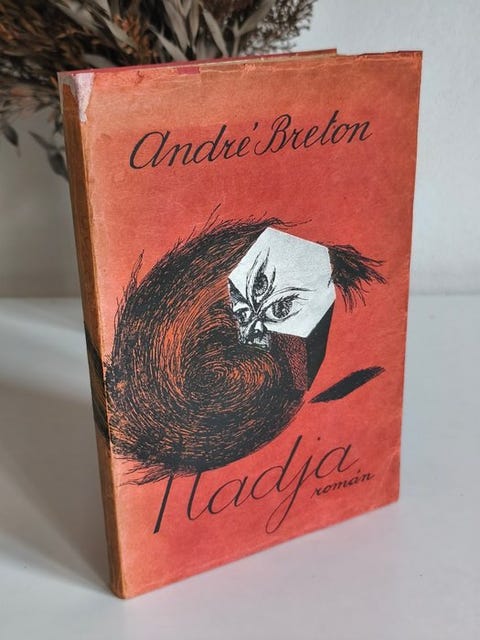 André Breton
Nadja
román